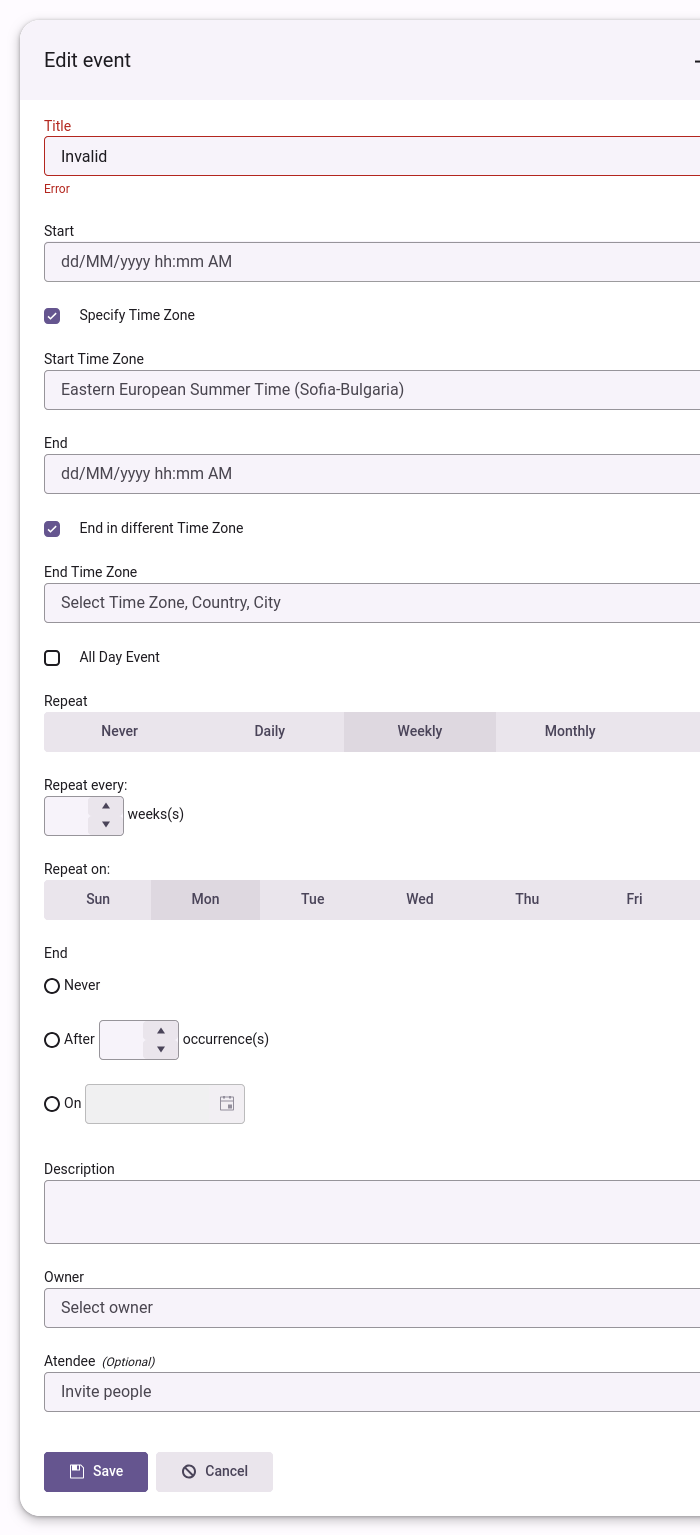 Edit event
Title
Invalid
Error
Start
dd/MM/yyyy hh:mm AM
Specify Time Zone
Start Time Zone
Eastern European Summer Time (Sofia-Bulgaria)
End
dd/MM/yyyy hh:mm AM
End in different Time Zone
End Time Zone
Select Time Zone, Country, City
All Day Event
Repeat
Never Daily Weekly Monthly
Repeat every:
weeks(s)
Repeat on:
Sun Mon Tue Wed Thu Fri
End
Never
After occurrence(s)
On
Description
Owner
Select owner
Atendee (Optional)
Invite people
Save Cancel